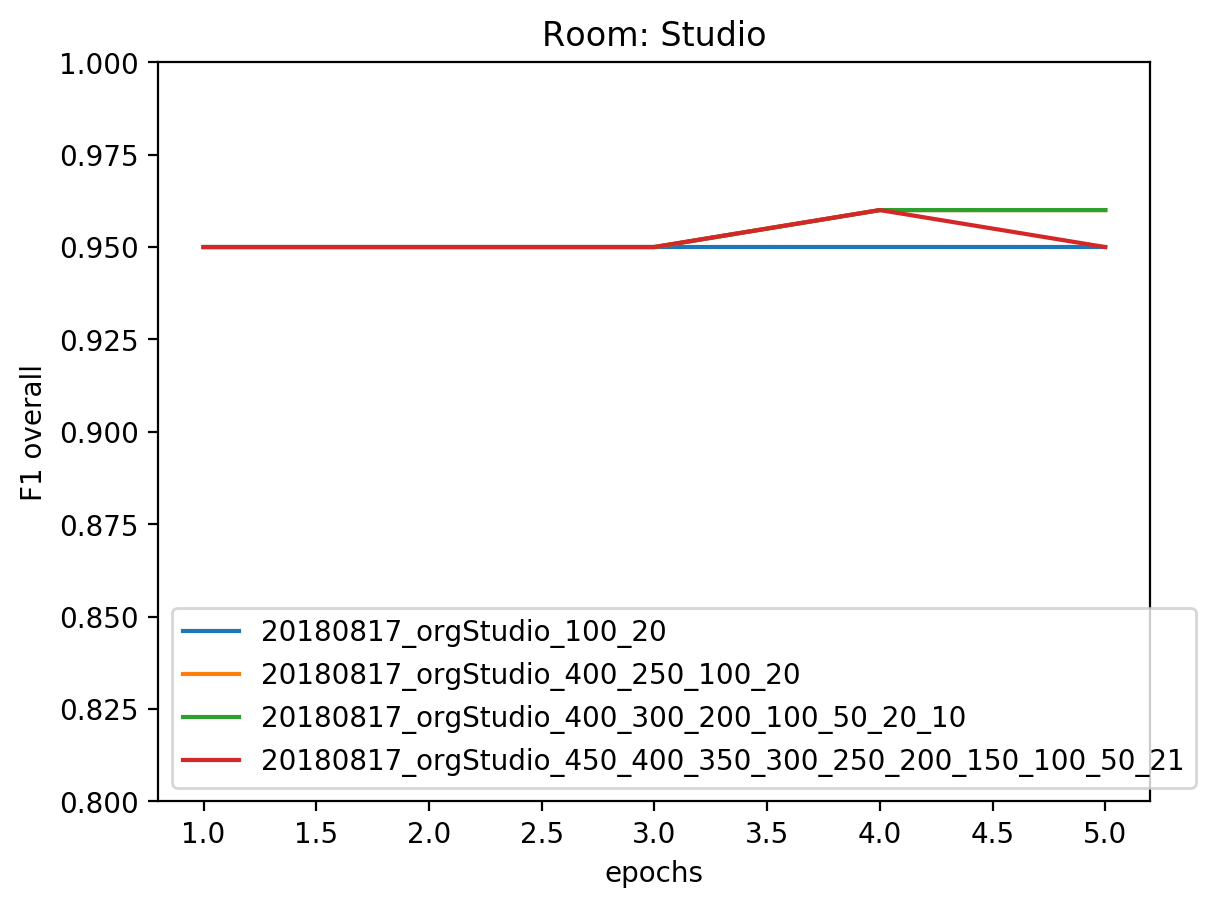 Room: Studio
1.000
0.975
0.950
0.925
0.900
0.875
0.850
0.825
0.800
F1 overall
20180817_orgStudio_100_20
20180817_orgStudio_400_250_100_20
20180817_orgStudio_400_300_200_100_50_20_10
20180817_orgStudio_450_400_350_300_250_200_150_100_50_21
1.0 1.5 2.0 2.5 3.0 3.5 4.0 4.5 5.0
epochs